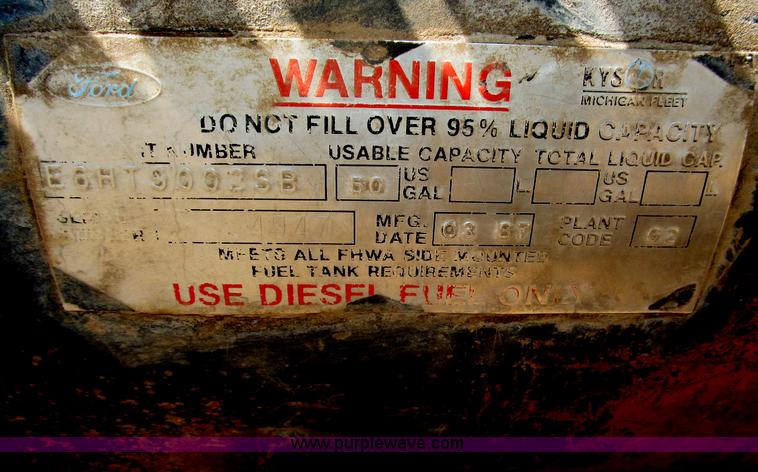 Ford WARNING KYSOR
MICHIGAN FLEET
DO NOT FILL OVER 95% LIQUID CAPACITY
NUMBER USABLE CAPACITY TOTAL LIQUID CAP.
50 US GAL L US GAL L
MFG. DATE 03 87 PLANT CODE 62
MEETS ALL FHWA SIDE MOUNTED
FUEL TANK REQUIREMENTS
USE DIESEL FUEL ONLY
www.purplewave.com